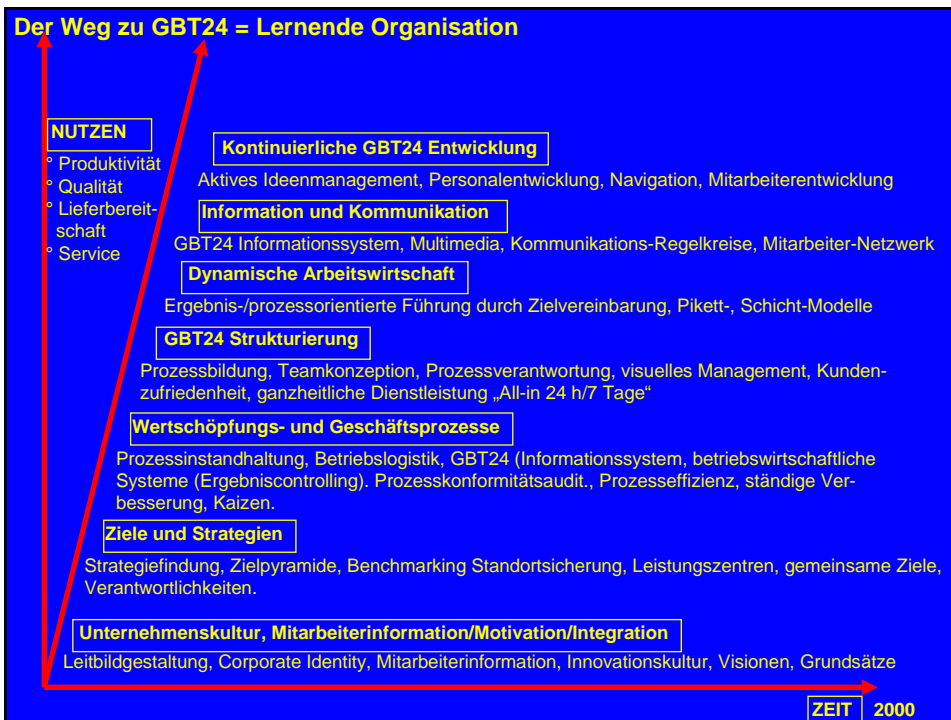 Der Weg zu GBT24 = Lernende Organisation
NUTZEN
° Produktivität
° Qualität
° Lieferbereit-
schaft
° Service
Kontinuierliche GBT24 Entwicklung
Aktives Ideenmanagement, Personalentwicklung, Navigation, Mitarbeiterentwicklung
Information und Kommunikation
GBT24 Informationssystem, Multimedia, Kommunikations-Regelkreise, Mitarbeiter-Netzwerk
Dynamische Arbeitswirtschaft
Ergebnis-/prozessorientierte Führung durch Zielvereinbarung, Pikett-, Schicht-Modelle
GBT24 Strukturierung
Prozessbildung, Teamkonzeption, Prozessverantwortung, visuelles Management, Kunden-
zufriedenheit, ganzheitliche Dienstleistung „All-in 24 h/7 Tage“
Wertschöpfungs- und Geschäftsprozesse
Prozessinstandhaltung, Betriebslogistik, GBT24 (Informationssystem, betriebswirtschaftliche
Systeme (Ergebniscontrolling). Prozesskonformitätsaudit., Prozesseffizienz, ständige Ver-
besserung, Kaizen.
Ziele und Strategien
Strategiefindung, Zielpyramide, Benchmarking Standortsicherung, Leistungszentren, gemeinsame Ziele,
Verantwortlichkeiten.
Unternehmenskultur, Mitarbeiterinformation/Motivation/Integration
Leitbildgestaltung, Corporate Identity, Mitarbeiterinformation, Innovationskultur, Visionen, Grundsätze
ZEIT 2000